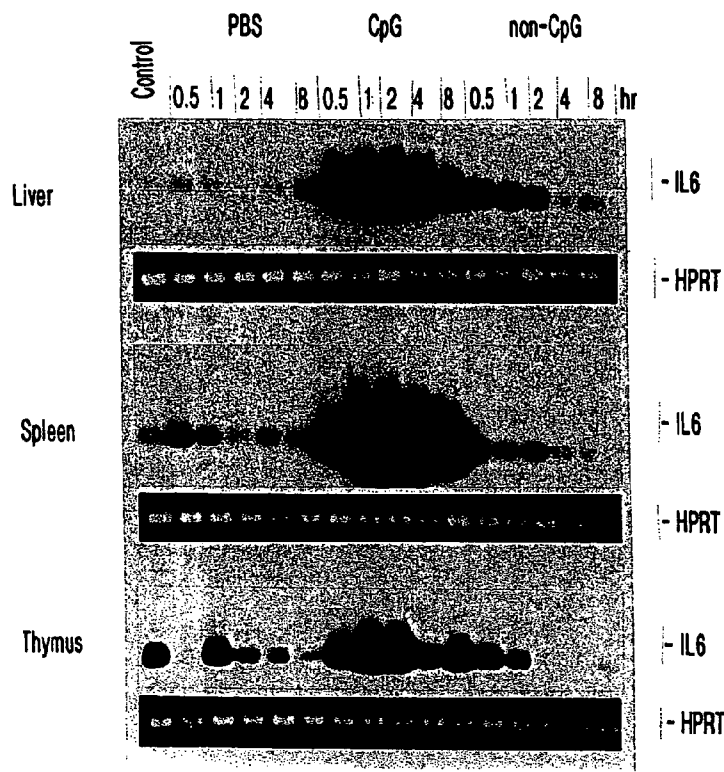 PBS CpG non-CpG
Control 0.5 1 2 4 8 0.5 1 2 4 8 0.5 1 2 4 8 hr
Liver
- IL6
- HPRT
Spleen
- IL6
- HPRT
Thymus
- IL6
- HPRT